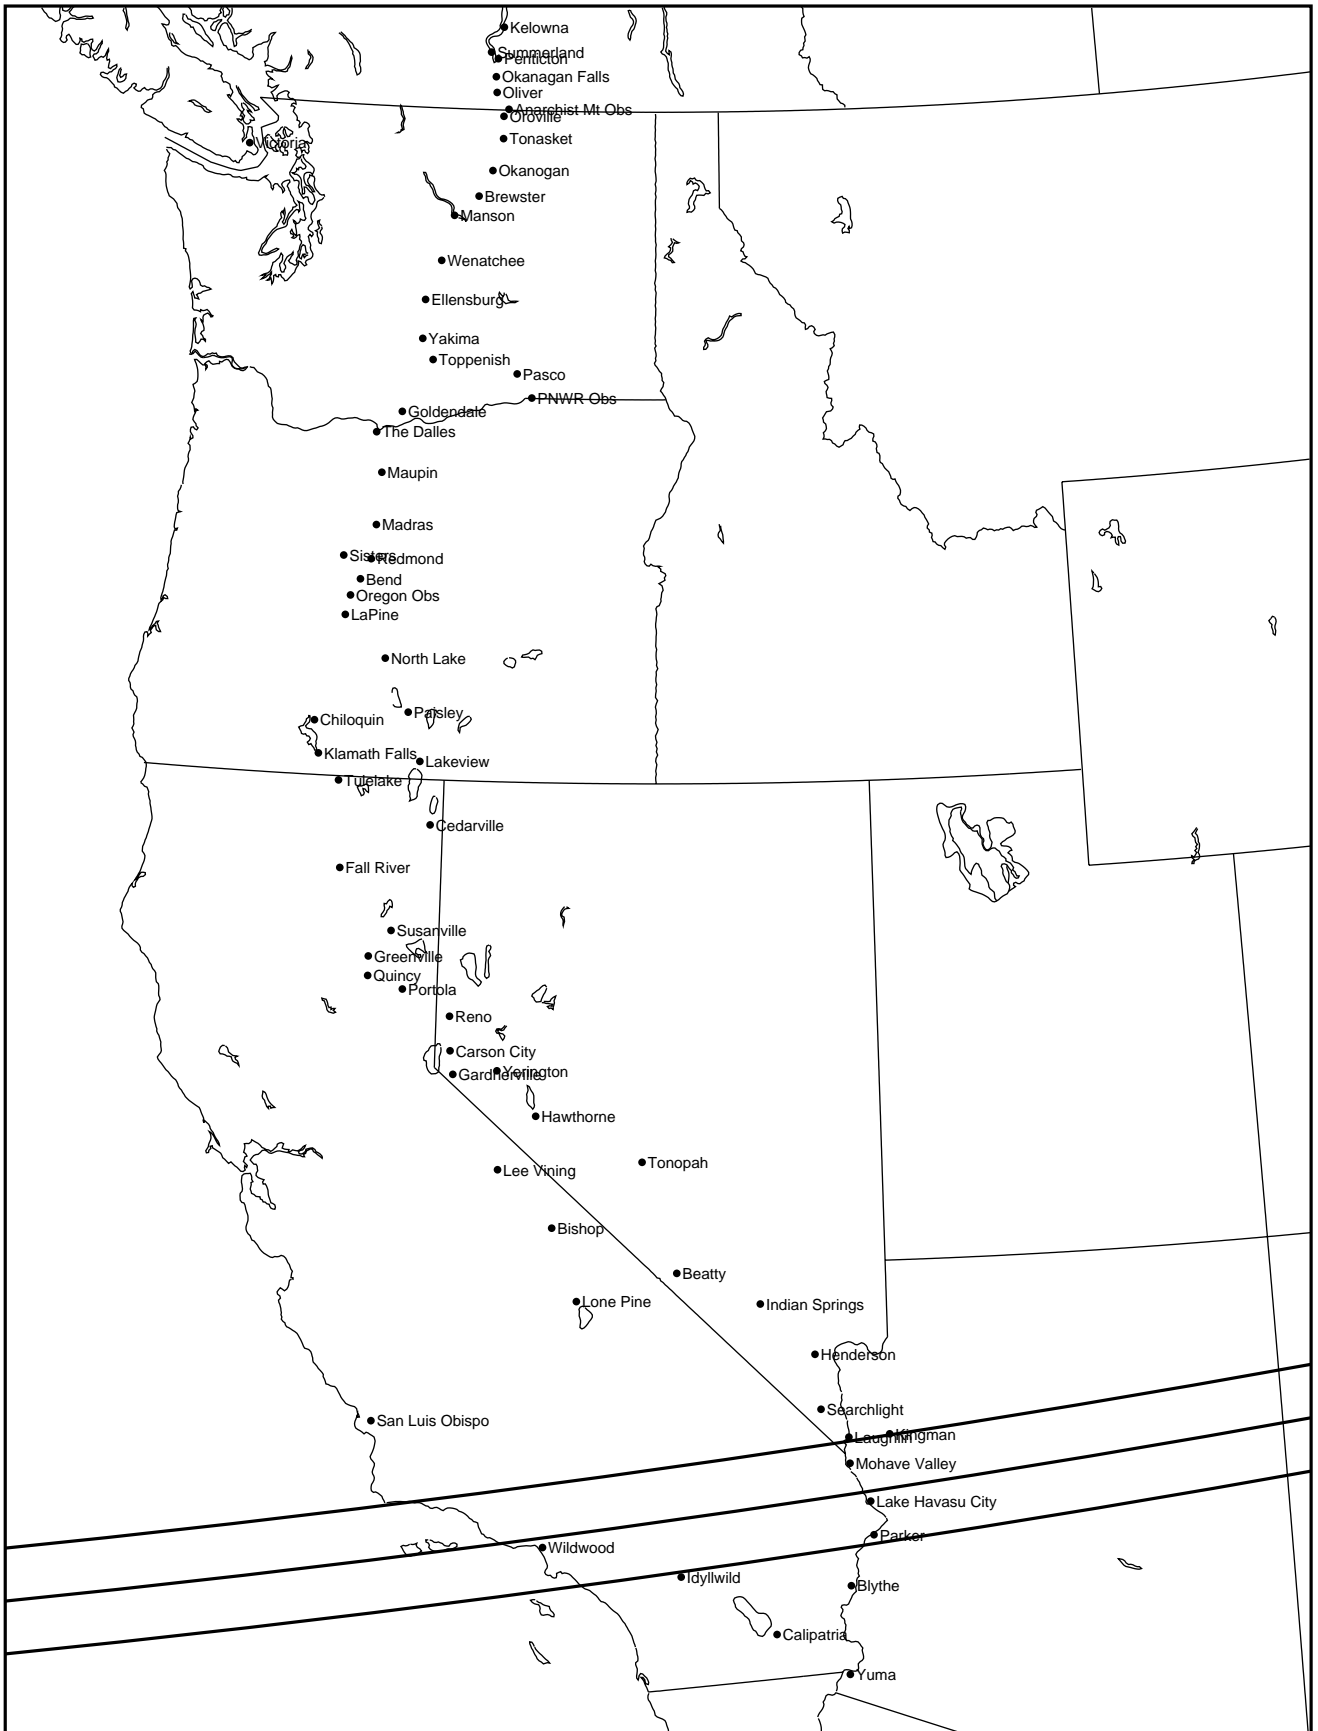 Kelowna
Summerland
Penticton
Okanagan Falls
Oliver
Anarchist Mt Obs
Oroville
Tonasket
Victoria
Okanogan
Brewster
Manson
Wenatchee
Ellensburg
Yakima
Toppenish
Pasco
PNWR Obs
Goldendale
The Dalles
Maupin
Madras
Sisters
Redmond
Bend
Oregon Obs
LaPine
North Lake
Paisley
Chiloquin
Klamath Falls
Lakeview
Tulelake
Cedarville
Fall River
Susanville
Greenville
Quincy
Portola
Reno
Carson City
Yerington
Gardnerville
Hawthorne
Tonopah
Lee Vining
Bishop
Beatty
Lone Pine
Indian Springs
Henderson
Searchlight
San Luis Obispo
Kingman
Laughlin
Mohave Valley
Lake Havasu City
Parker
Wildwood
Idyllwild
Blythe
Calipatria
Yuma